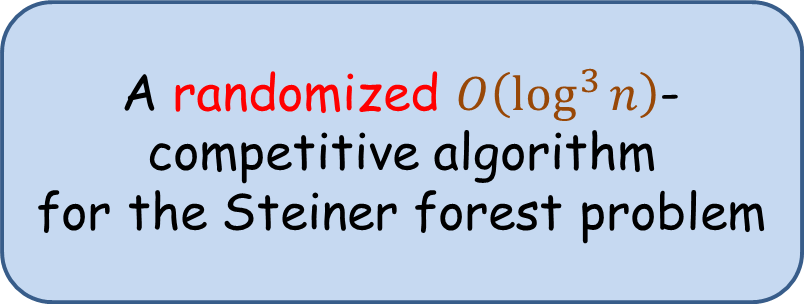 A randomized O(log³ n)-
competitive algorithm
for the Steiner forest problem